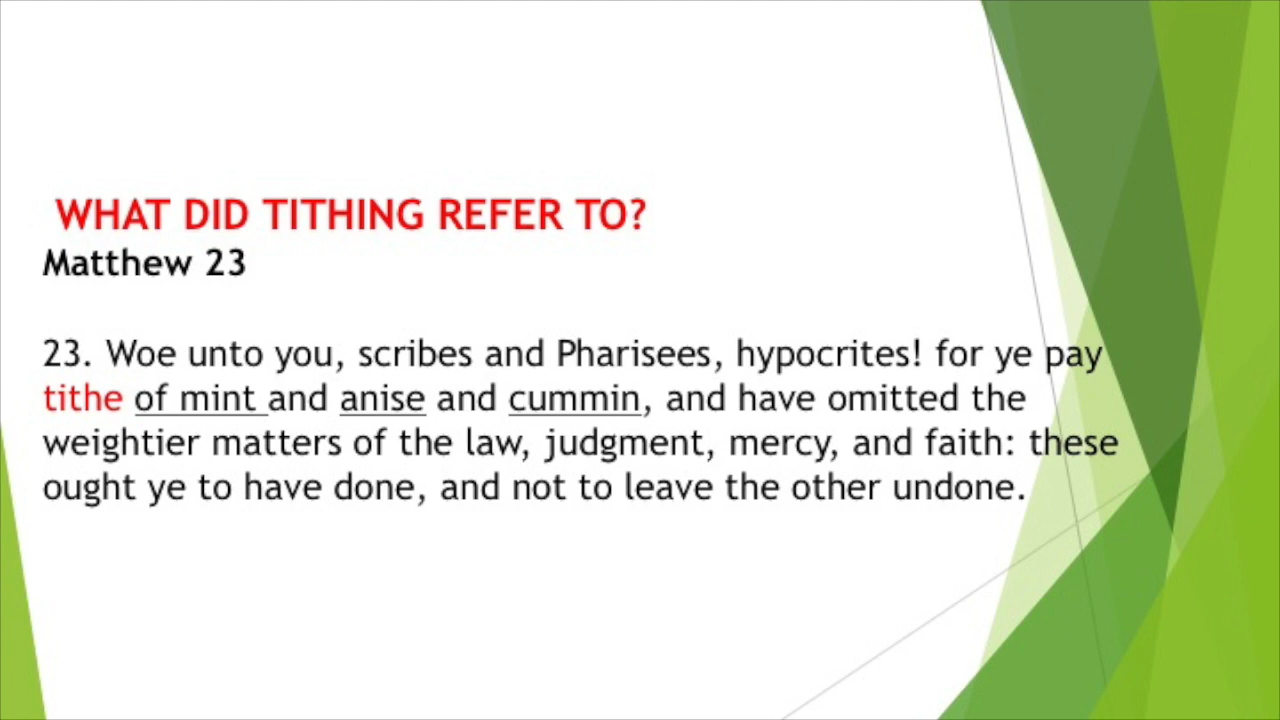 WHAT DID TITHING REFER TO?
Matthew 23
23. Woe unto you, scribes and Pharisees, hypocrites! for ye pay
tithe of mint and anise and cummin, and have omitted the
weightier matters of the law, judgment, mercy, and faith: these
ought ye to have done, and not to leave the other undone.